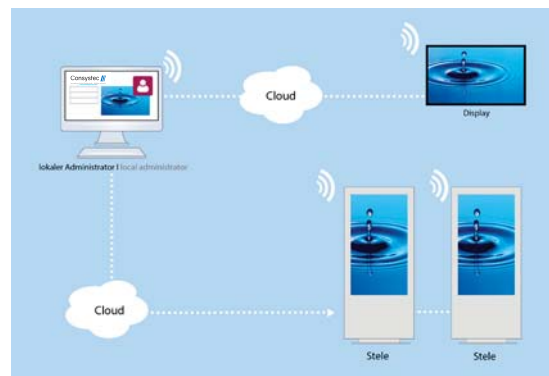 Consystec
Cloud
Display
lokaler Administrator I local administrator
Cloud
Stele
Stele